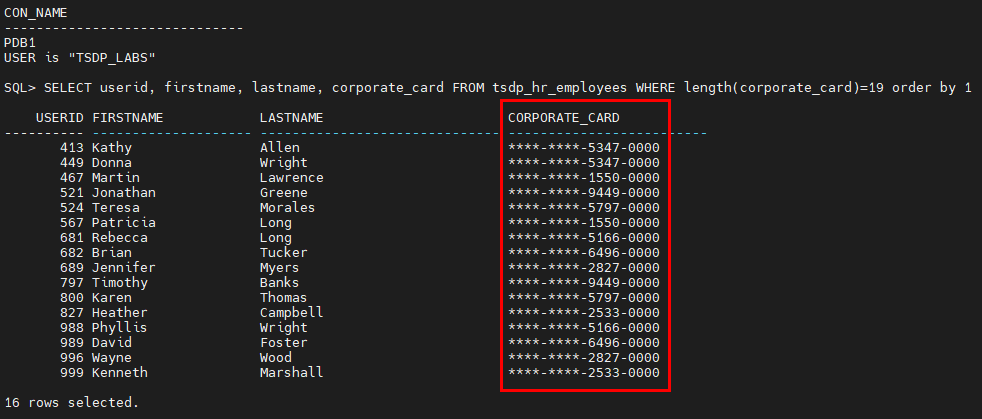 CON_NAME
------------------------------
PDB1
USER is "TSDP_LABS"
SQL> SELECT userid, firstname, lastname, corporate_card FROM tsdp_hr_employees WHERE length(corporate_card)=19 order by 1
USERID FIRSTNAME LASTNAME CORPORATE_CARD
---------- -------------------- ------------------------------ -------------------------
413 Kathy Allen ****-****-5347-0000
449 Donna Wright ****-****-5347-0000
467 Martin Lawrence ****-****-1550-0000
521 Jonathan Greene ****-****-9449-0000
524 Teresa Morales ****-****-5797-0000
567 Patricia Long ****-****-1550-0000
681 Rebecca Long ****-****-5166-0000
682 Brian Tucker ****-****-6496-0000
689 Jennifer Myers ****-****-2827-0000
797 Timothy Banks ****-****-9449-0000
800 Karen Thomas ****-****-5797-0000
827 Heather Campbell ****-****-2533-0000
988 Phyllis Wright ****-****-5166-0000
989 David Foster ****-****-6496-0000
996 Wayne Wood ****-****-2827-0000
999 Kenneth Marshall ****-****-2533-0000
16 rows selected.